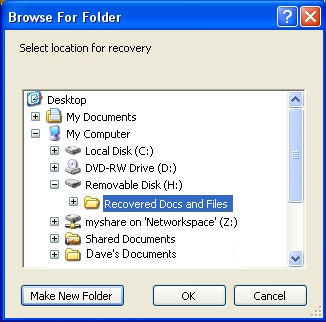 Browse For Folder
Select location for recovery
Desktop
My Documents
My Computer
Local Disk (C:)
DVD-RW Drive (D:)
Removable Disk (H:)
Recovered Docs and Files
myshare on 'Networkspace' (Z:)
Shared Documents
Dave's Documents
Make New Folder
OK
Cancel